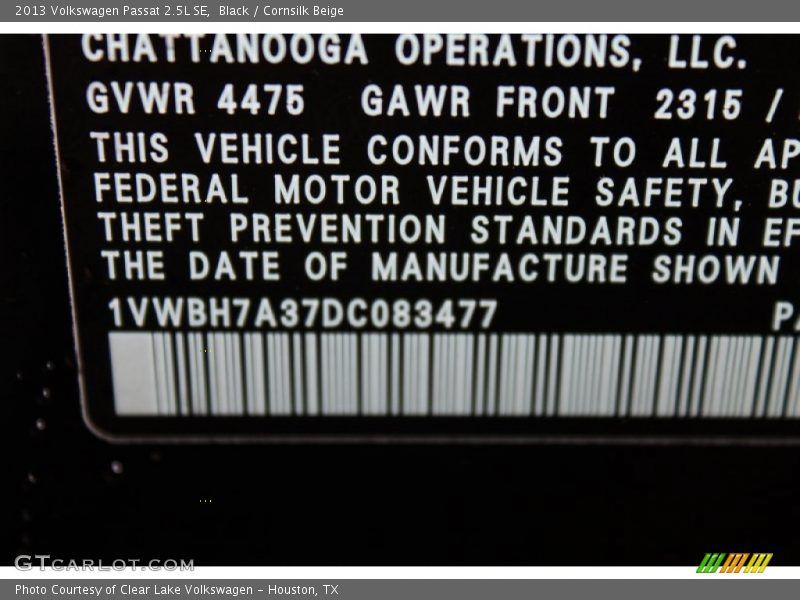 2013 Volkswagen Passat 2.5L SE, Black / Cornsilk Beige
CHATTANOOGA OPERATIONS, LLC.
GVWR 4475 GAWR FRONT 2315 /
THIS VEHICLE CONFORMS TO ALL AP
FEDERAL MOTOR VEHICLE SAFETY, BU
THEFT PREVENTION STANDARDS IN EF
THE DATE OF MANUFACTURE SHOWN
1VWBH7A37DC083477 PA
GTCARLOT.COM
Photo Courtesy of Clear Lake Volkswagen – Houston, TX